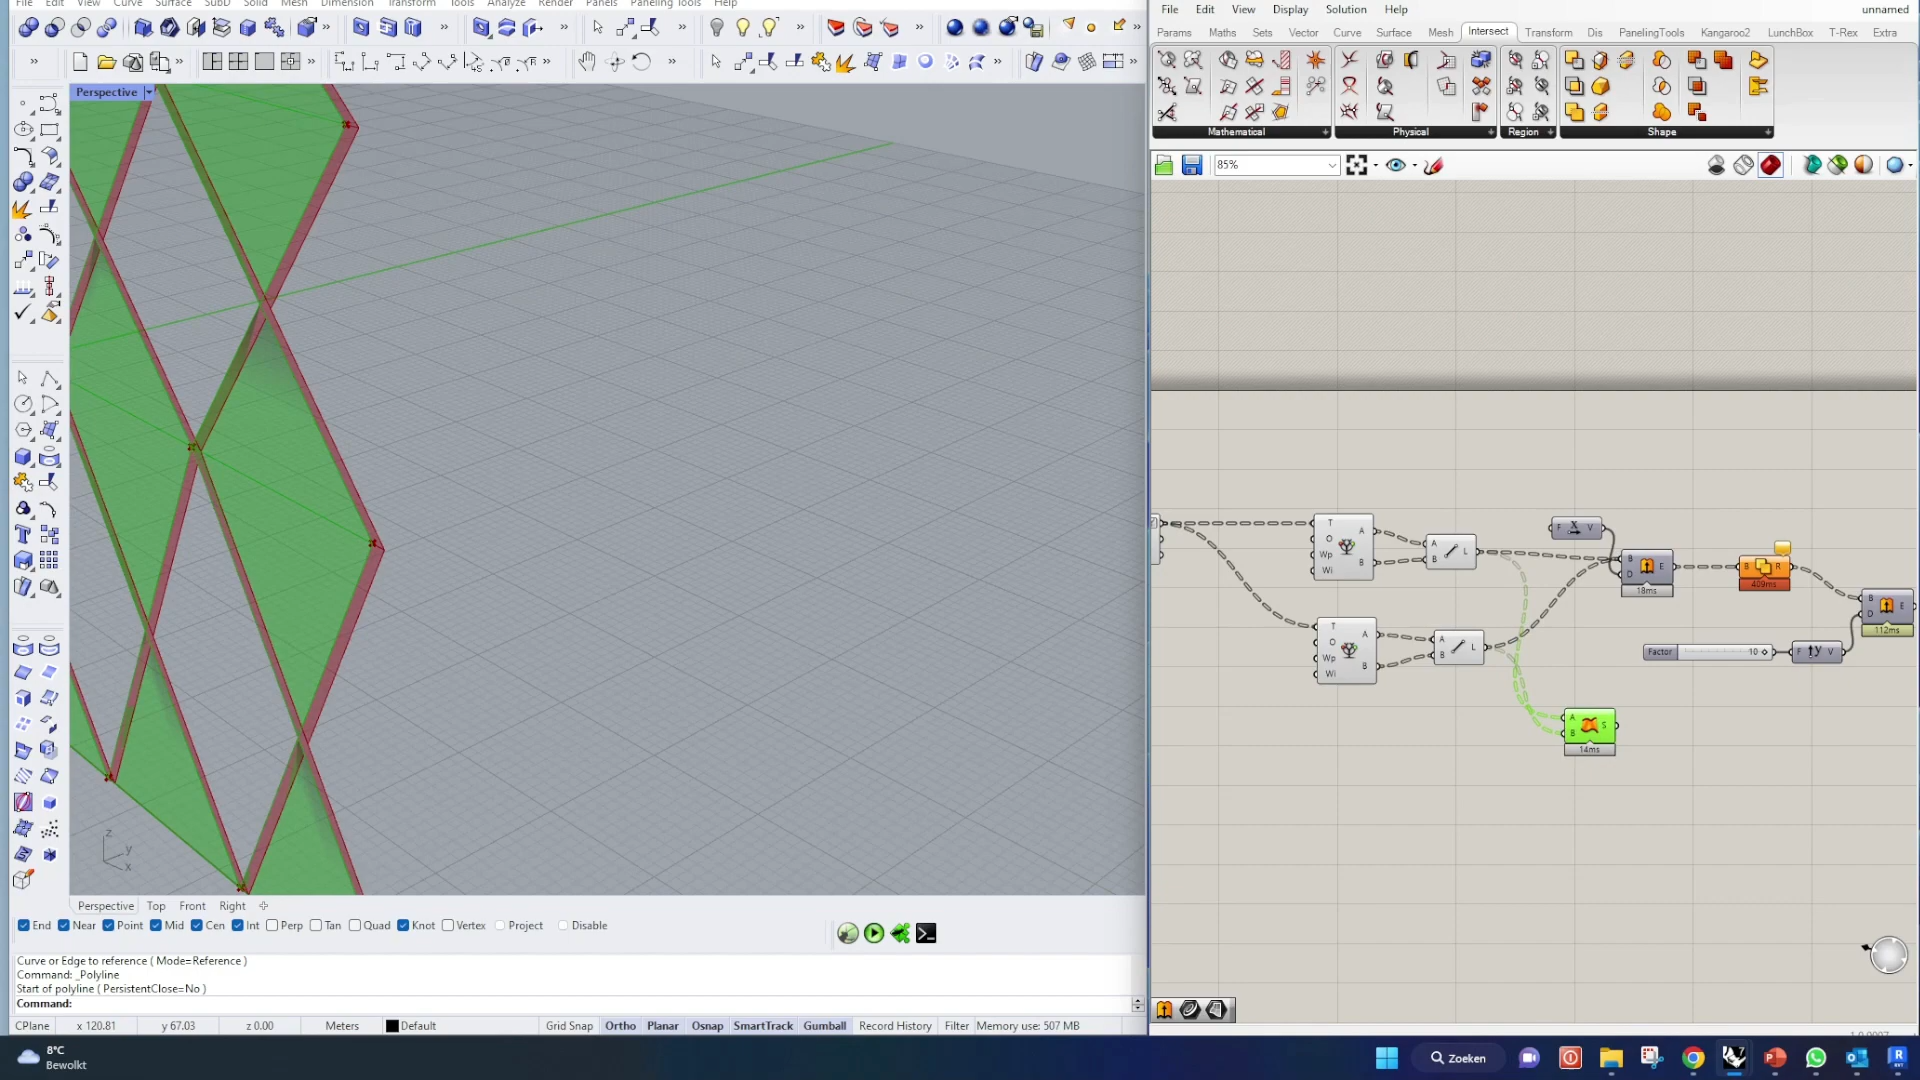 File Edit View Curve Surface SubD Solid Mesh Dimension Transform Tools Analyze Render Panels Paneling Tools Help
Perspective
z
y
x
Perspective Top Front Right
End Near Point Mid Cen Int Perp Tan Quad Knot Vertex Project Disable
Curve or Edge to reference ( Mode=Reference )
Command: _Polyline
Start of polyline ( PersistentClose=No )
Command:
CPlane x 120.81 y 67.03 z 0.00 Meters Default Grid Snap Ortho Planar Osnap SmartTrack Gumball Record History Filter Memory use: 507 MB
File Edit View Display Solution Help unnamed
Params Maths Sets Vector Curve Surface Mesh Intersect Transform Dis PanelingTools Kangaroo2 LunchBox T-Rex Extra
Mathematical Physical Region Shape
85%
T A
O
Wp
Wi B
A L
B
F X V
B E
D
18ms
B R
409ms
B E
D
112ms
T A
O
Wp B
Wi
A L
B
Factor 10
F y V
A S
B
14ms
8°C
Bewolkt
Zoeken